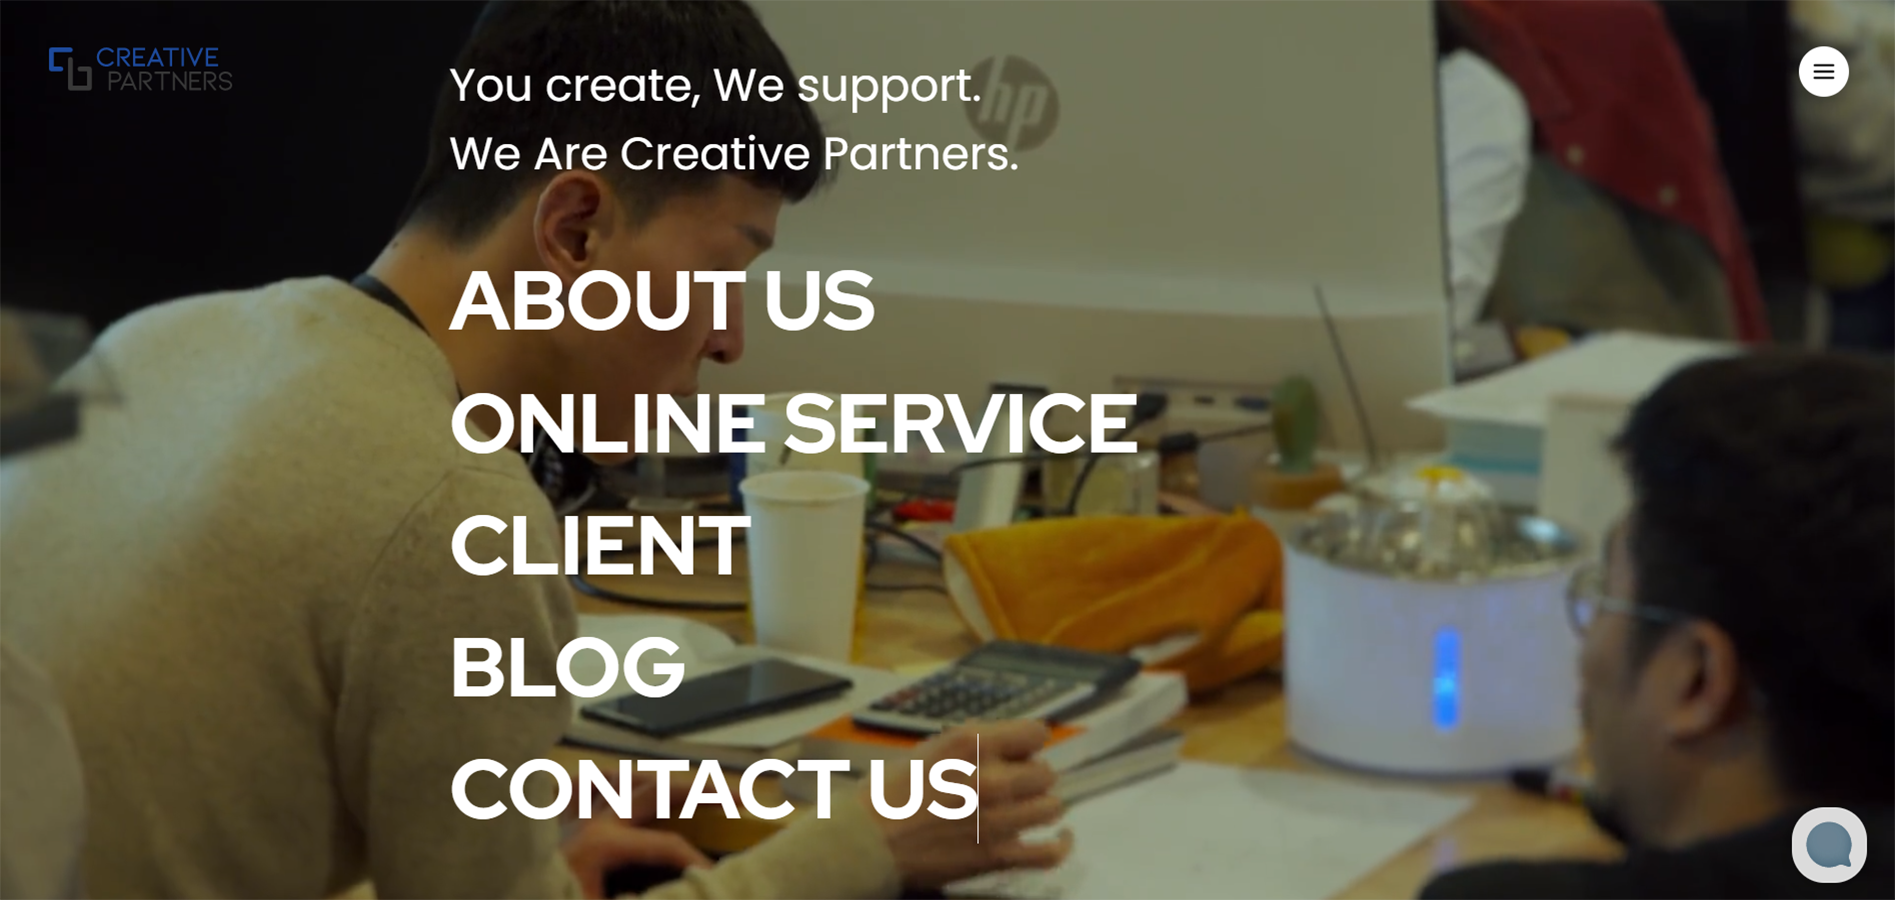 CREATIVE
PARTNERS
You create, We support.
We Are Creative Partners.
hp
ABOUT US
ONLINE SERVICE
CLIENT
BLOG
CONTACT US